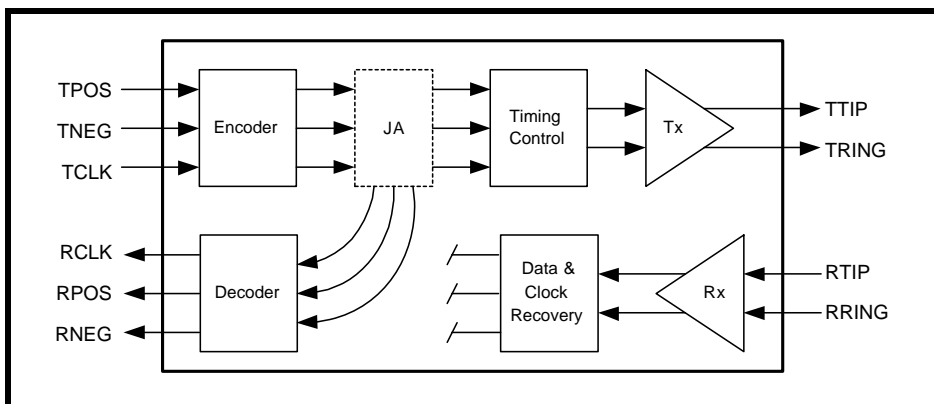 TPOS
TNEG
TCLK
Encoder
JA
Timing
Control
Tx
TTIP
TRING
RCLK
RPOS
RNEG
Decoder
Data &
Clock
Recovery
Rx
RTIP
RRING